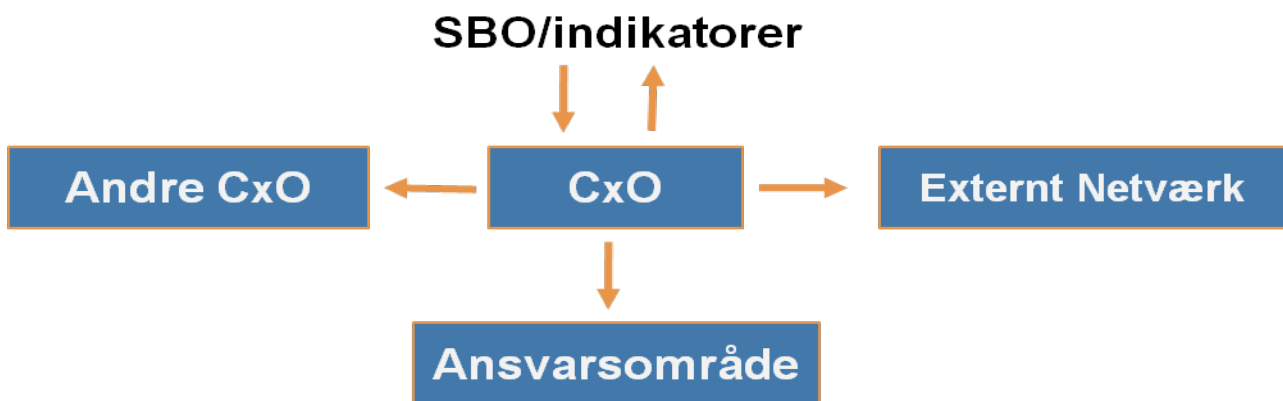 SBO/indikatorer
Andre CxO
CxO
Externt Netværk
Ansvarsområde